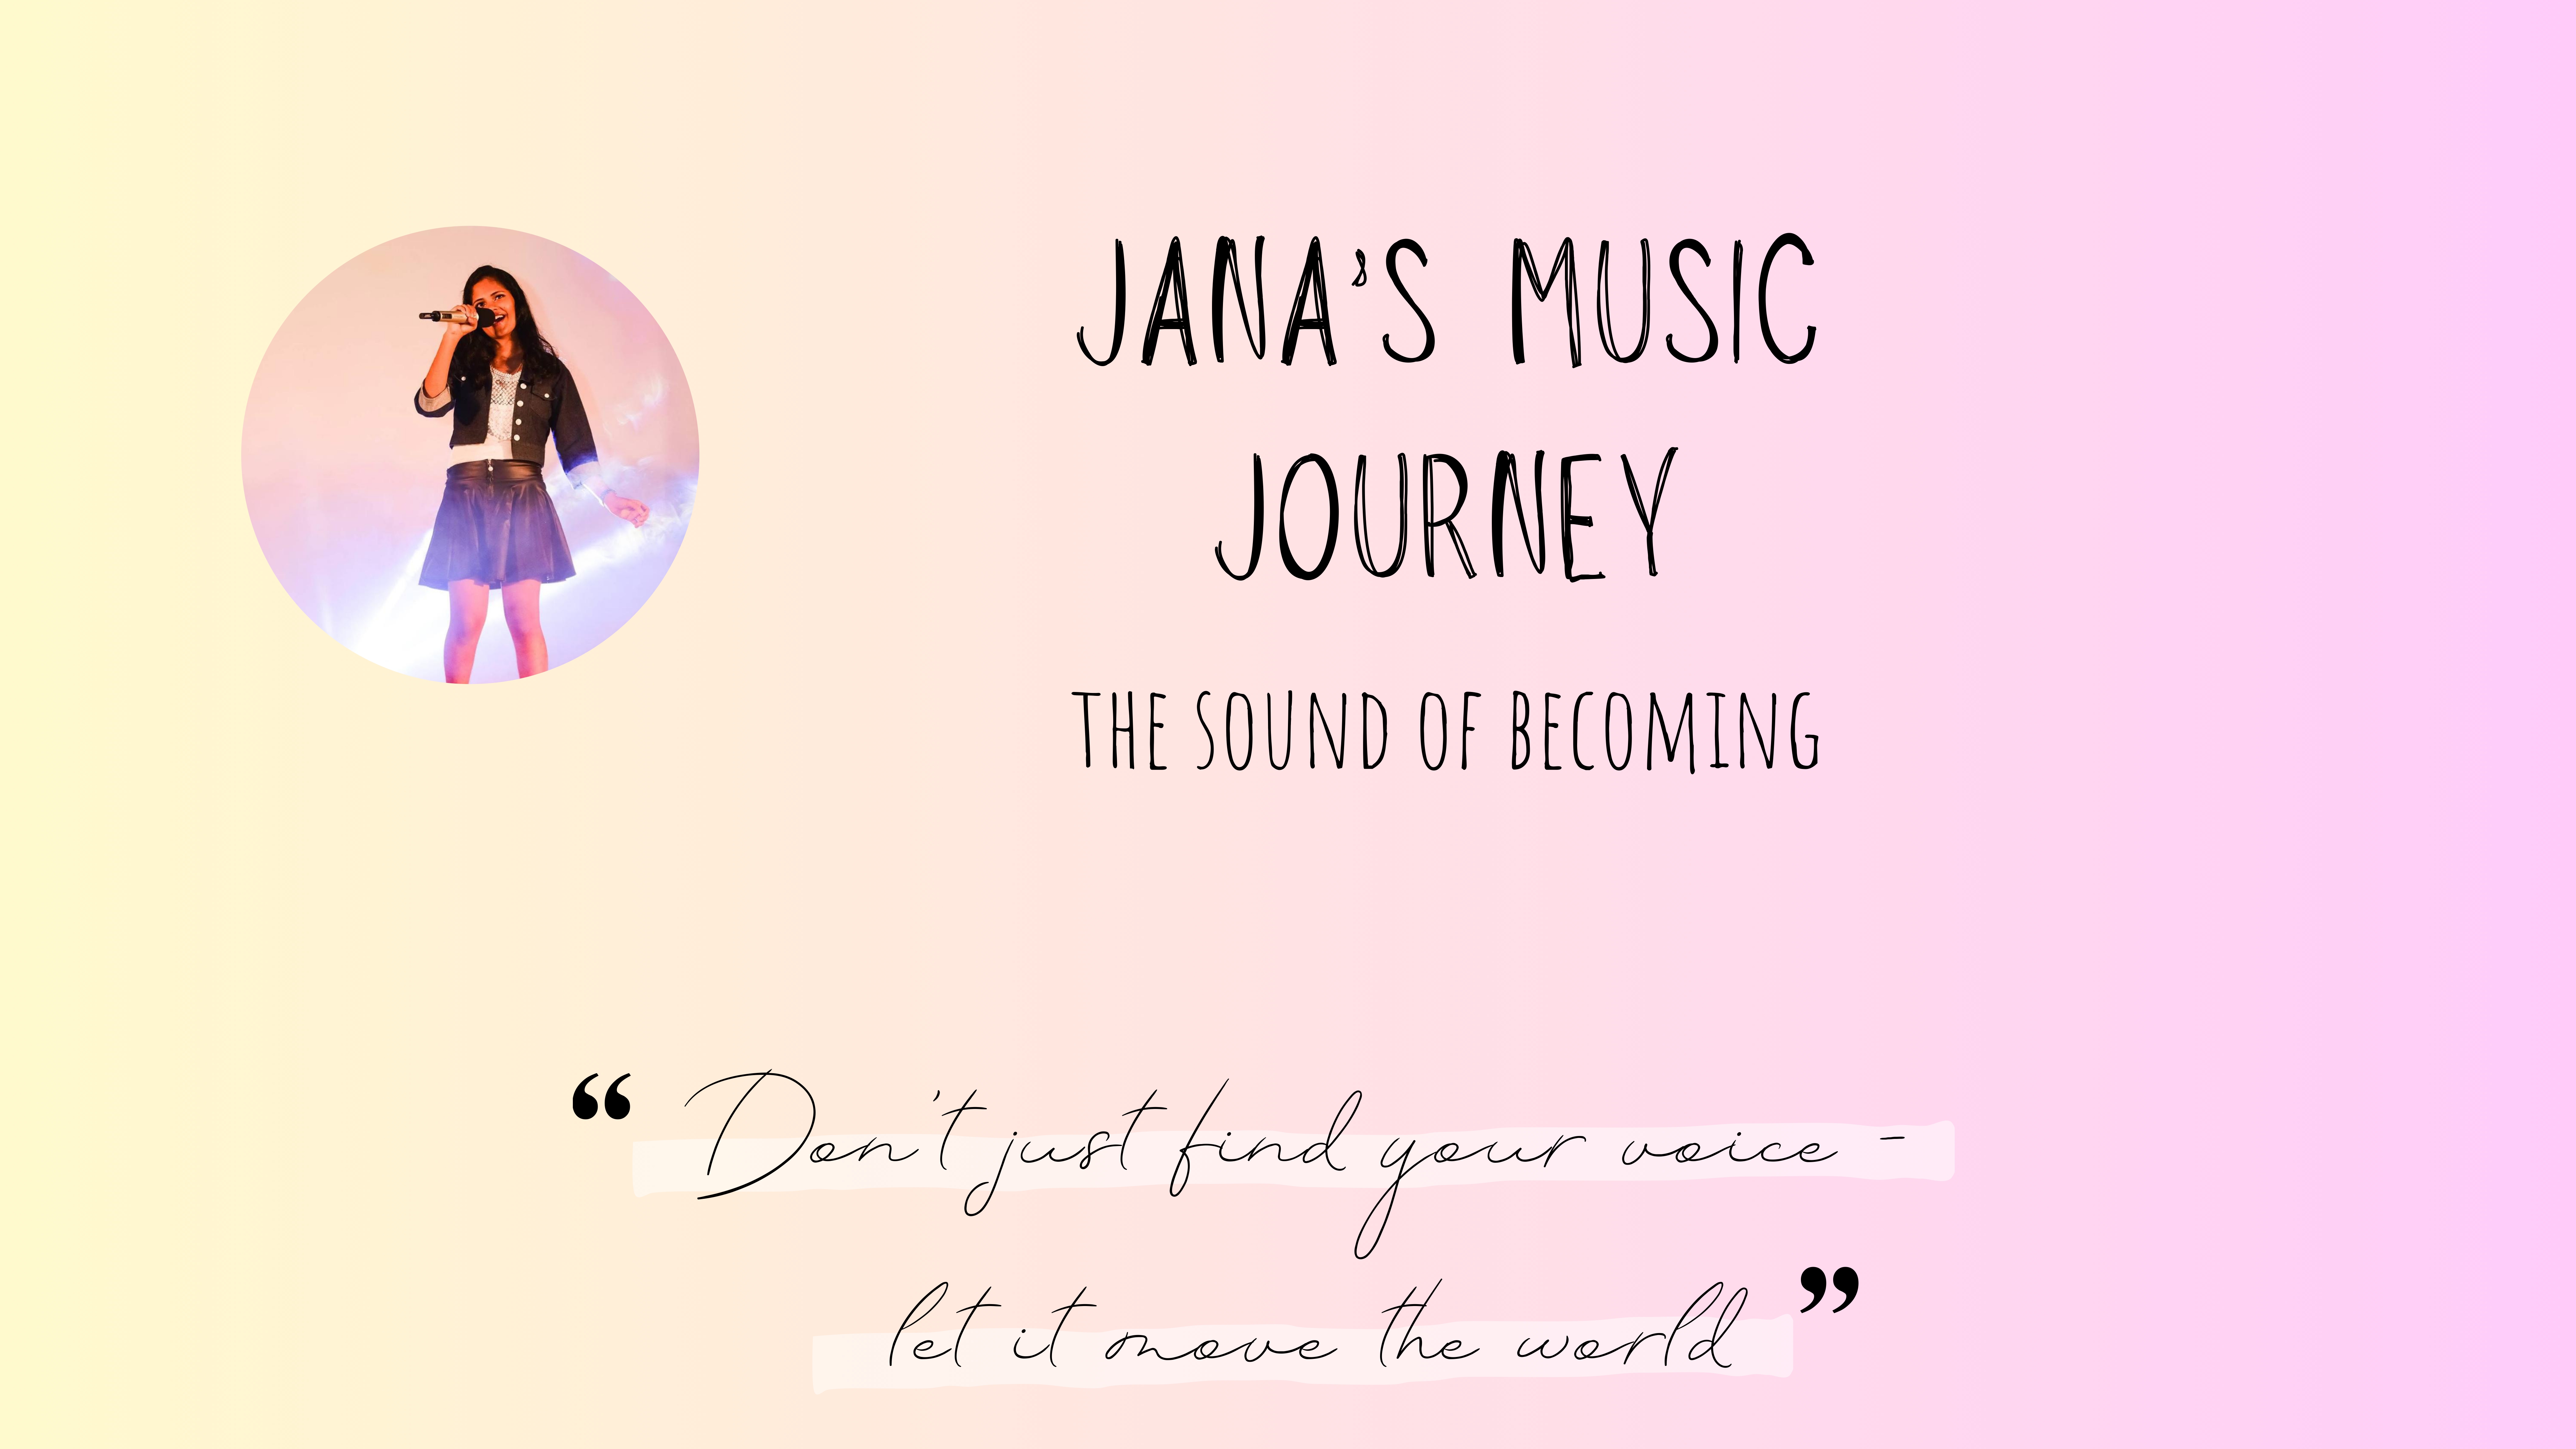 JANA'S MUSIC
JOURNEY
THE SOUND OF BECOMING
“ Don't just find your voice -
let it move the world ”